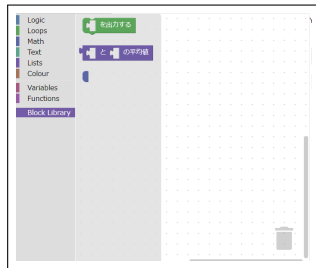 Logic
Loops
Math
Text
Lists
Colour
Variables
Functions
Block Library
を出力する
と の平均値